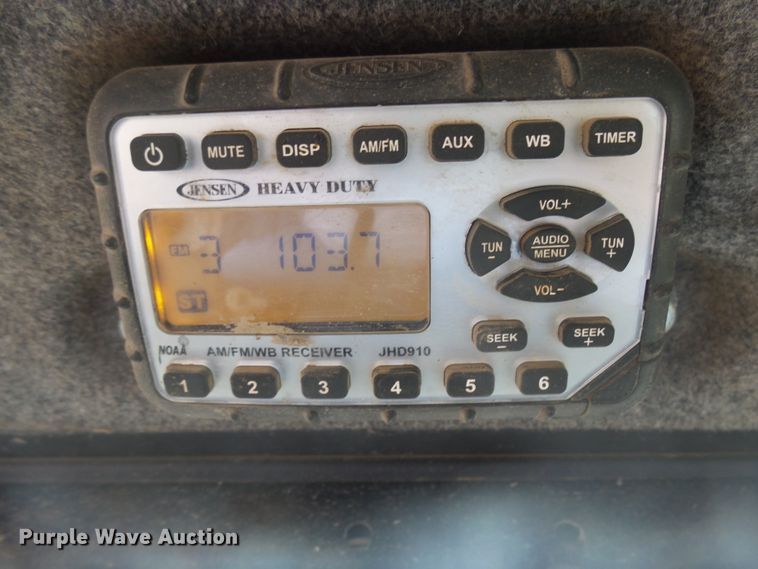 JENSEN
MUTE DISP AM/FM AUX WB TIMER
JENSEN HEAVY DUTY
VOL+
FM 3 103.7
TUN - AUDIO MENU TUN +
VOL-
ST
SEEK - SEEK +
NOAA AM/FM/WB RECEIVER JHD910
1 2 3 4 5 6
Purple Wave Auction